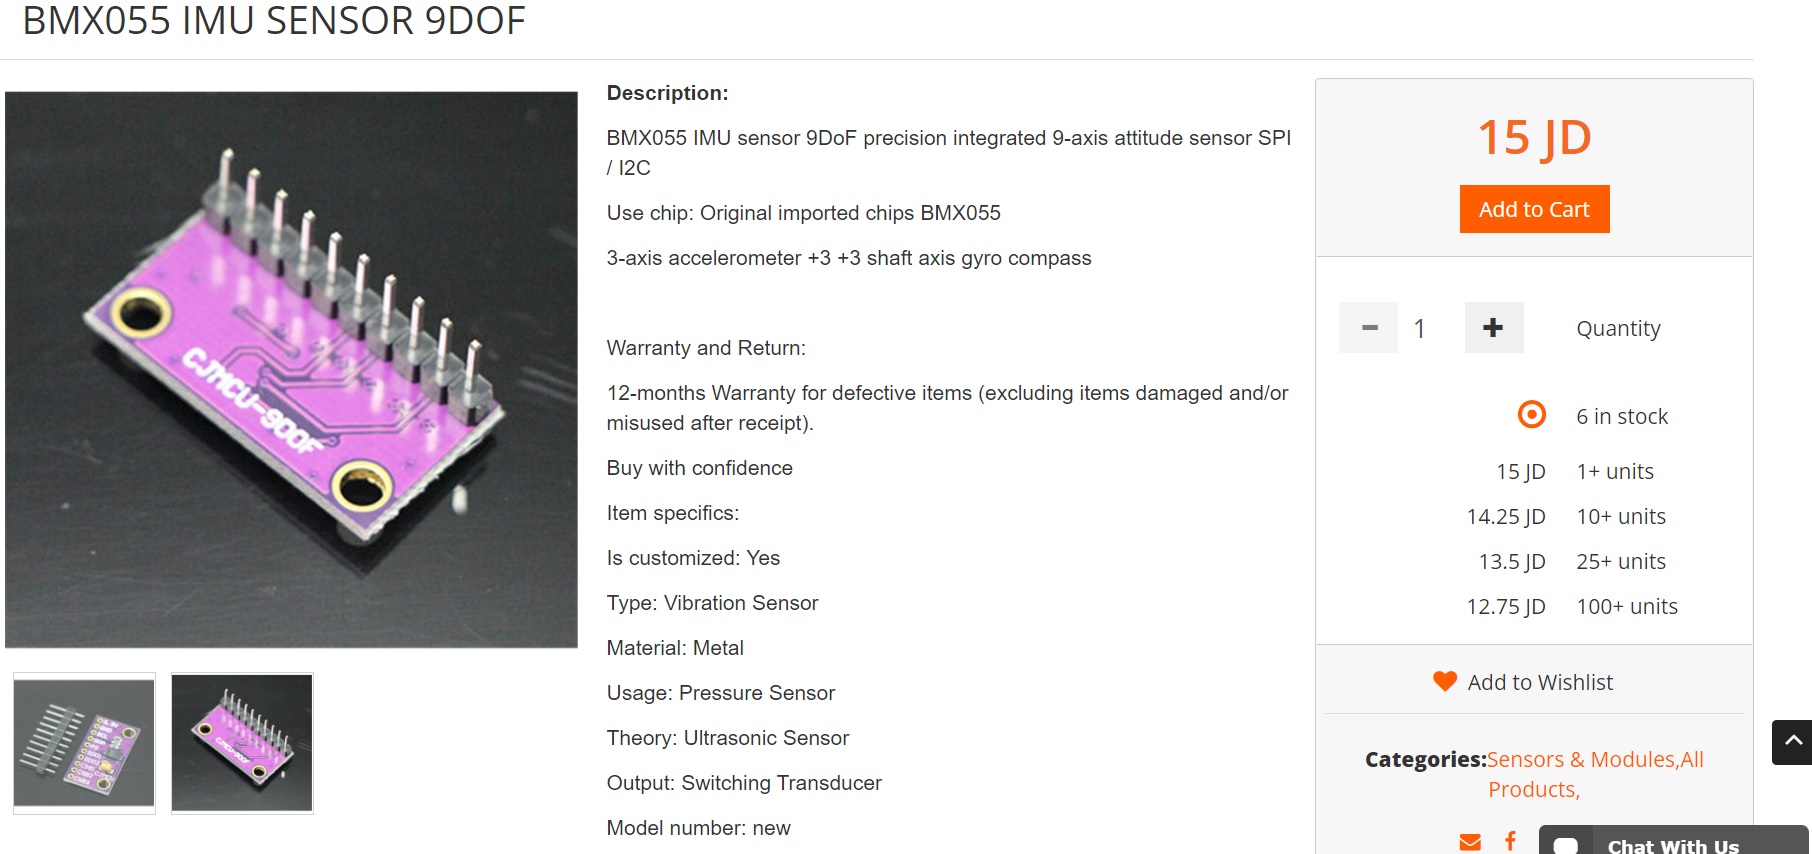 BMX055 IMU SENSOR 9DOF
CJMCU-9DOF
Description:
BMX055 IMU sensor 9DoF precision integrated 9-axis attitude sensor SPI
/ I2C
Use chip: Original imported chips BMX055
3-axis accelerometer +3 +3 shaft axis gyro compass
Warranty and Return:
12-months Warranty for defective items (excluding items damaged and/or
misused after receipt).
Buy with confidence
Item specifics:
Is customized: Yes
Type: Vibration Sensor
Material: Metal
Usage: Pressure Sensor
Theory: Ultrasonic Sensor
Output: Switching Transducer
Model number: new
15 JD
Add to Cart
1 Quantity
6 in stock
15 JD 1+ units
14.25 JD 10+ units
13.5 JD 25+ units
12.75 JD 100+ units
Add to Wishlist
Categories:Sensors & Modules,All
Products,
Chat With Us